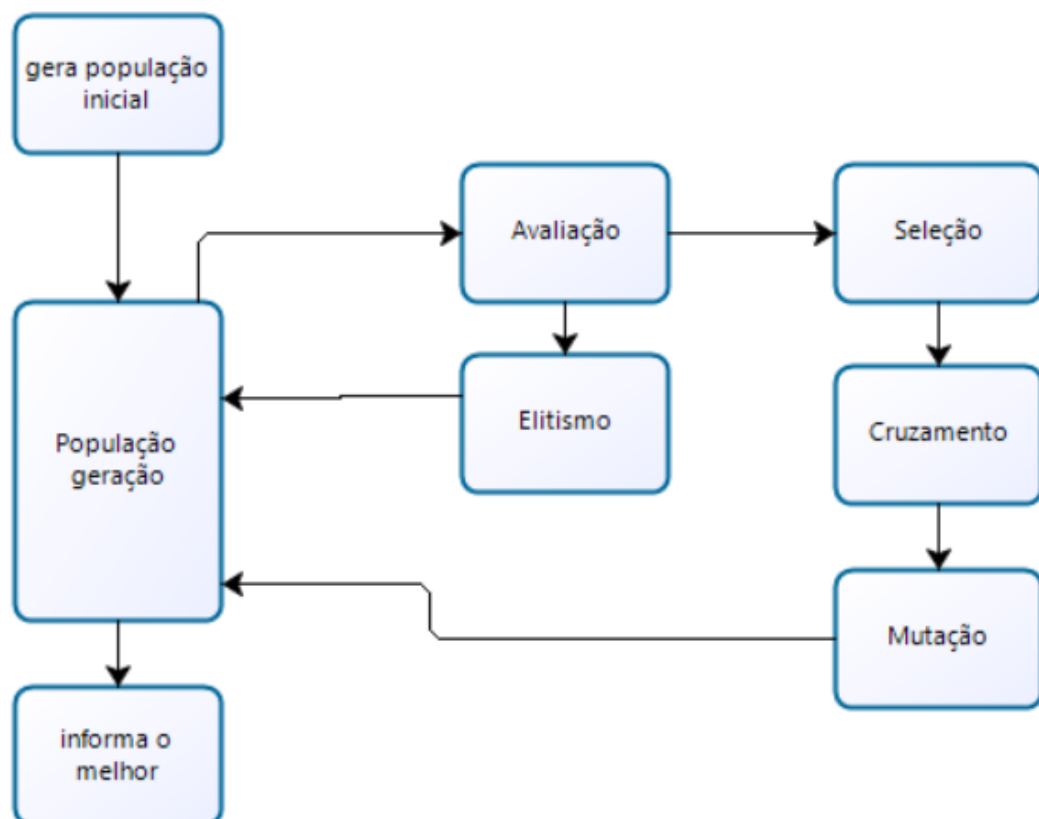 gera população
inicial
Avaliação
Seleção
Elitismo
Cruzamento
População
geração
Mutação
informa o
melhor